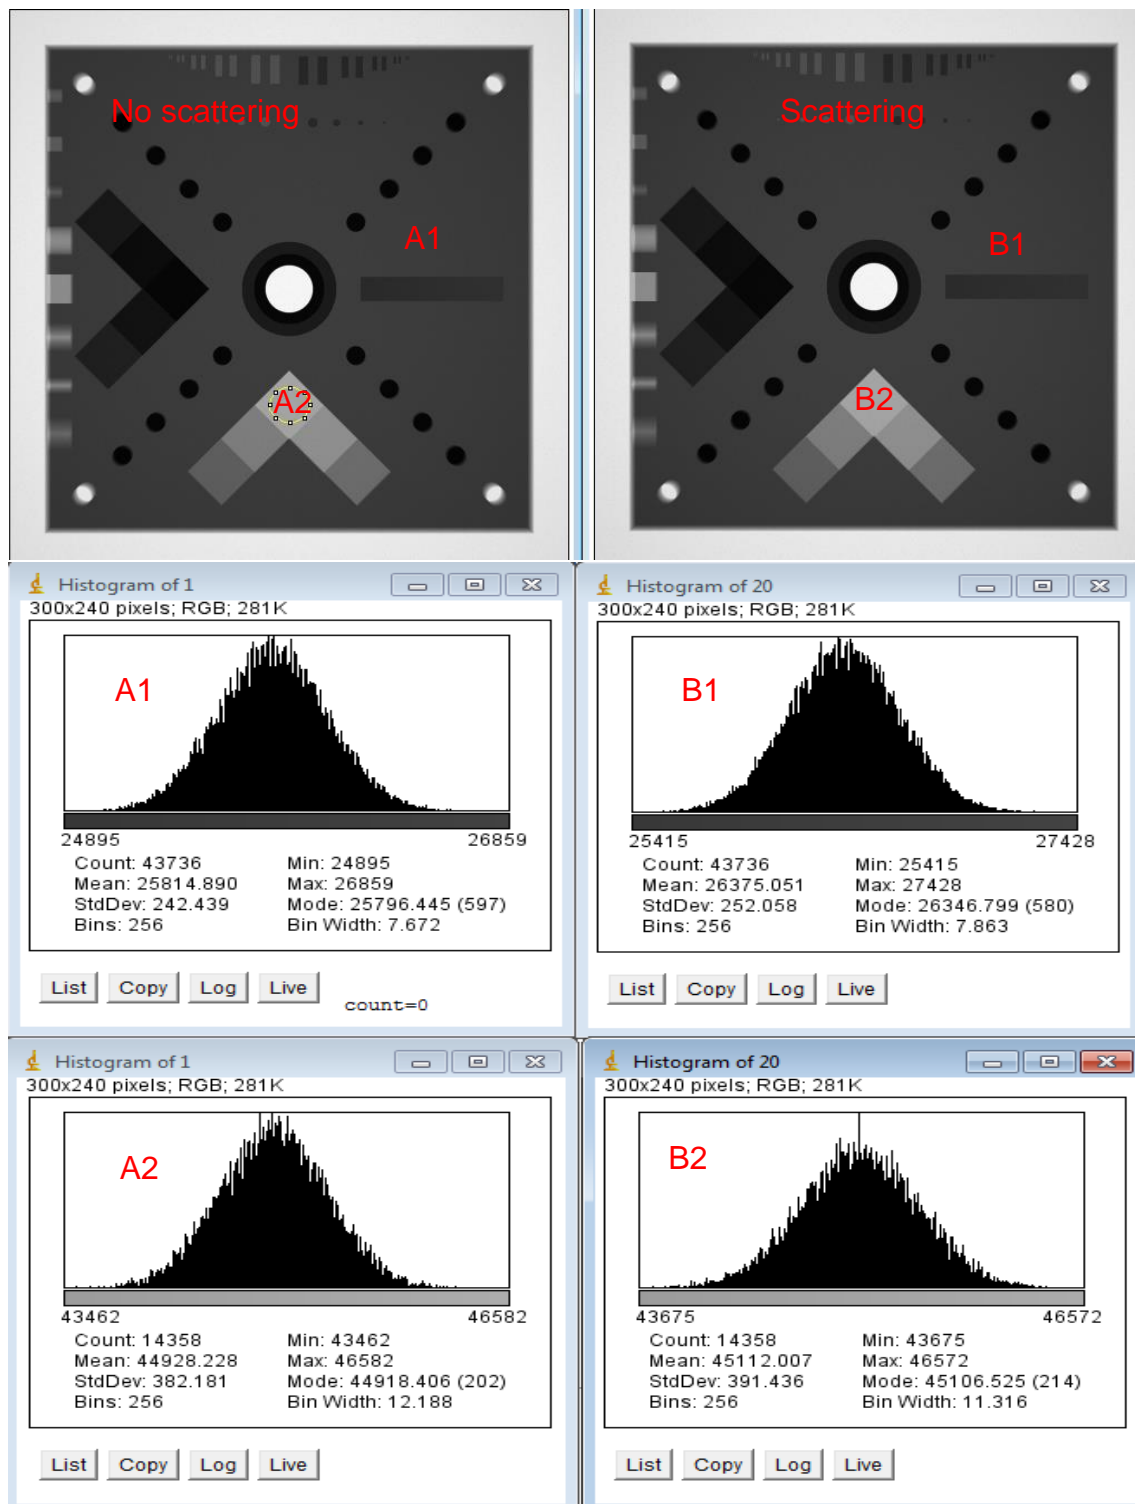 No scattering
Scattering
A1
B1
A2
B2
Histogram of 1
300x240 pixels; RGB; 281K
A1
24895 26859
Count: 43736 Min: 24895
Mean: 25814.890 Max: 26859
StdDev: 242.439 Mode: 25796.445 (597)
Bins: 256 Bin Width: 7.672
List Copy Log Live
count=0
Histogram of 20
300x240 pixels; RGB; 281K
B1
25415 27428
Count: 43736 Min: 25415
Mean: 26375.051 Max: 27428
StdDev: 252.058 Mode: 26346.799 (580)
Bins: 256 Bin Width: 7.863
List Copy Log Live
Histogram of 1
300x240 pixels; RGB; 281K
A2
43462 46582
Count: 14358 Min: 43462
Mean: 44928.228 Max: 46582
StdDev: 382.181 Mode: 44918.406 (202)
Bins: 256 Bin Width: 12.188
List Copy Log Live
Histogram of 20
300x240 pixels; RGB; 281K
B2
43675 46572
Count: 14358 Min: 43675
Mean: 45112.007 Max: 46572
StdDev: 391.436 Mode: 45106.525 (214)
Bins: 256 Bin Width: 11.316
List Copy Log Live